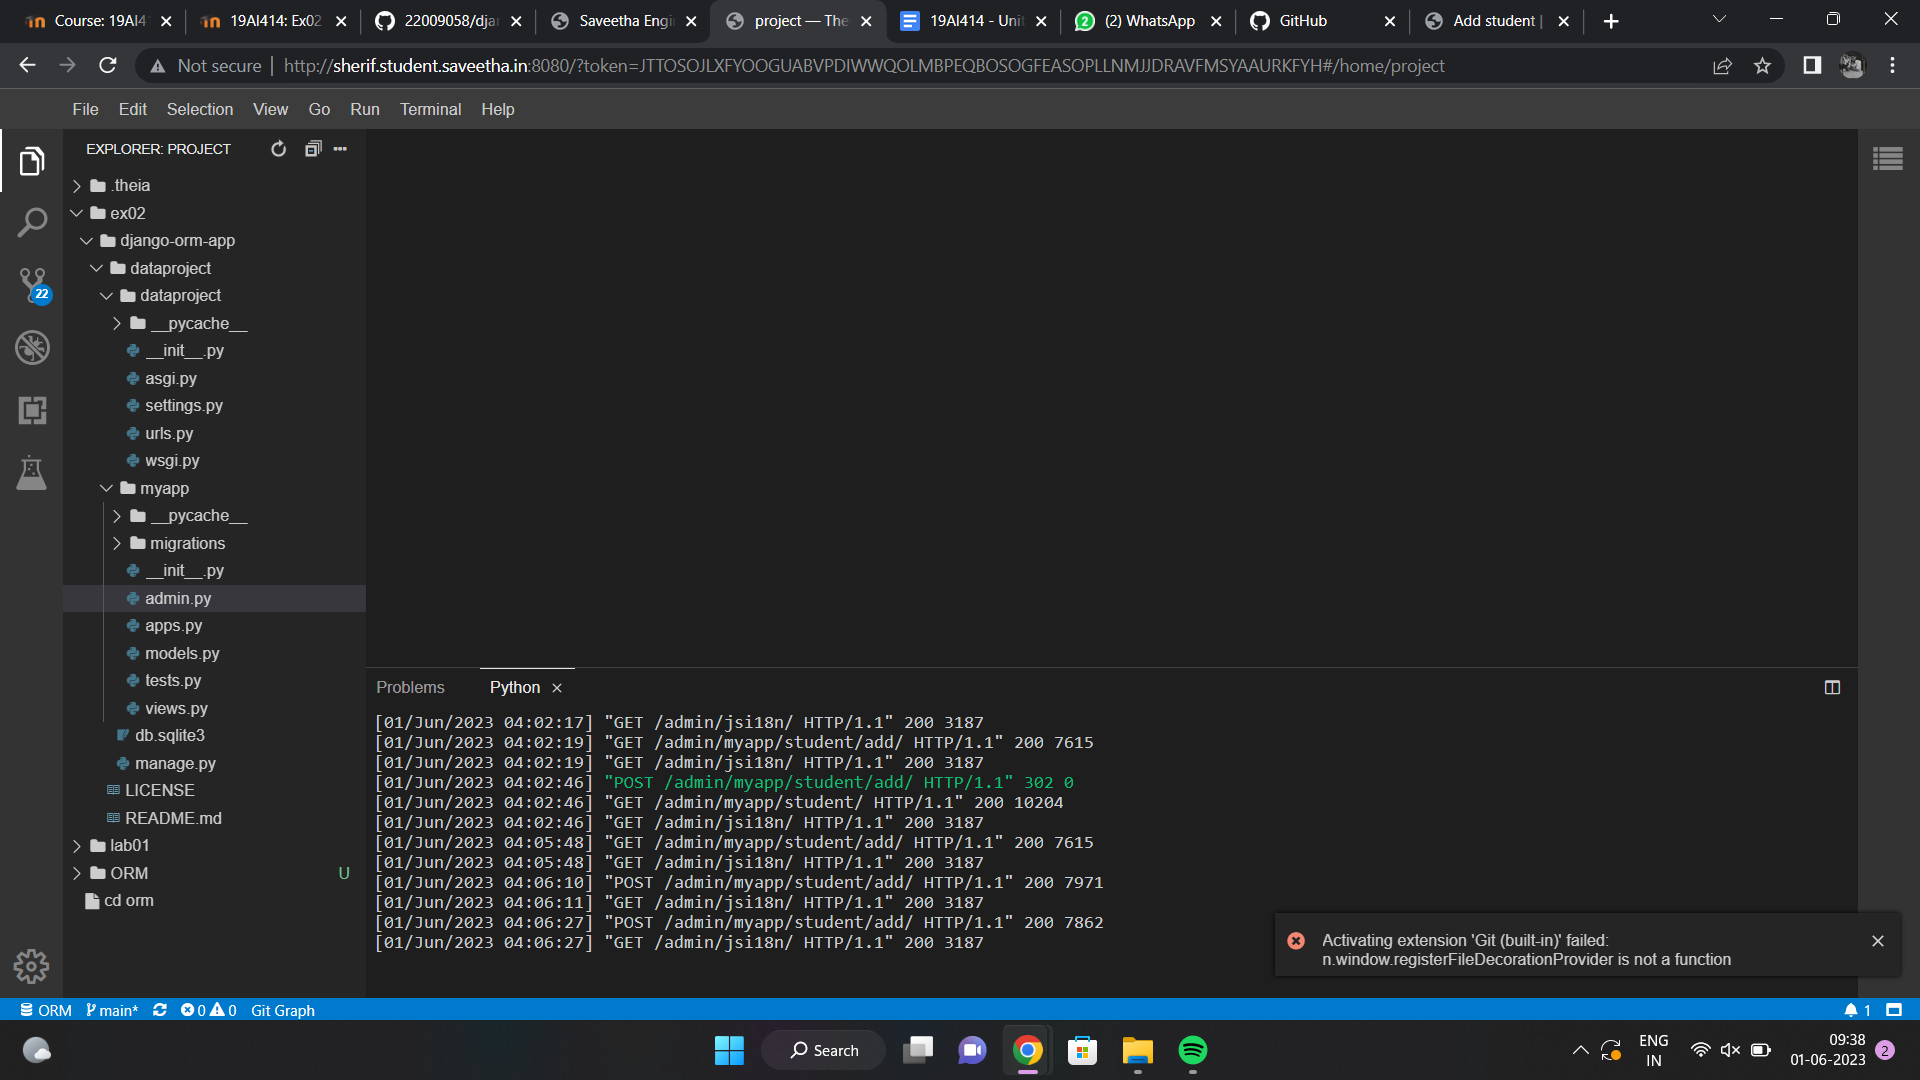 Course: 19AI4
19AI414: Ex02
22009058/djan
Saveetha Engi
project — The
19AI414 - Unit
(2) WhatsApp
GitHub
Add student |
Not secure
http://sherif.student.saveetha.in:8080/?token=JTTOSOJLXFYOOGUABVPDIWWQOLMBPEQBOSOGFEASOPLLNMJJDRAVFMSYAAURKFYH#/home/project
File Edit Selection View Go Run Terminal Help
EXPLORER: PROJECT
.theia
ex02
django-orm-app
dataproject
dataproject
__pycache__
__init__.py
asgi.py
settings.py
urls.py
wsgi.py
myapp
__pycache__
migrations
__init__.py
admin.py
apps.py
models.py
tests.py
views.py
db.sqlite3
manage.py
LICENSE
README.md
lab01
ORM U
cd orm
22
Problems Python
[01/Jun/2023 04:02:17] "GET /admin/jsi18n/ HTTP/1.1" 200 3187
[01/Jun/2023 04:02:19] "GET /admin/myapp/student/add/ HTTP/1.1" 200 7615
[01/Jun/2023 04:02:19] "GET /admin/jsi18n/ HTTP/1.1" 200 3187
[01/Jun/2023 04:02:46] "POST /admin/myapp/student/add/ HTTP/1.1" 302 0
[01/Jun/2023 04:02:46] "GET /admin/myapp/student/ HTTP/1.1" 200 10204
[01/Jun/2023 04:02:46] "GET /admin/jsi18n/ HTTP/1.1" 200 3187
[01/Jun/2023 04:05:48] "GET /admin/myapp/student/add/ HTTP/1.1" 200 7615
[01/Jun/2023 04:05:48] "GET /admin/jsi18n/ HTTP/1.1" 200 3187
[01/Jun/2023 04:06:10] "POST /admin/myapp/student/add/ HTTP/1.1" 200 7971
[01/Jun/2023 04:06:11] "GET /admin/jsi18n/ HTTP/1.1" 200 3187
[01/Jun/2023 04:06:27] "POST /admin/myapp/student/add/ HTTP/1.1" 200 7862
[01/Jun/2023 04:06:27] "GET /admin/jsi18n/ HTTP/1.1" 200 3187
Activating extension 'Git (built-in)' failed:
n.window.registerFileDecorationProvider is not a function
ORM main* 0 0 Git Graph 1
Search
ENG
IN
09:38
01-06-2023
2